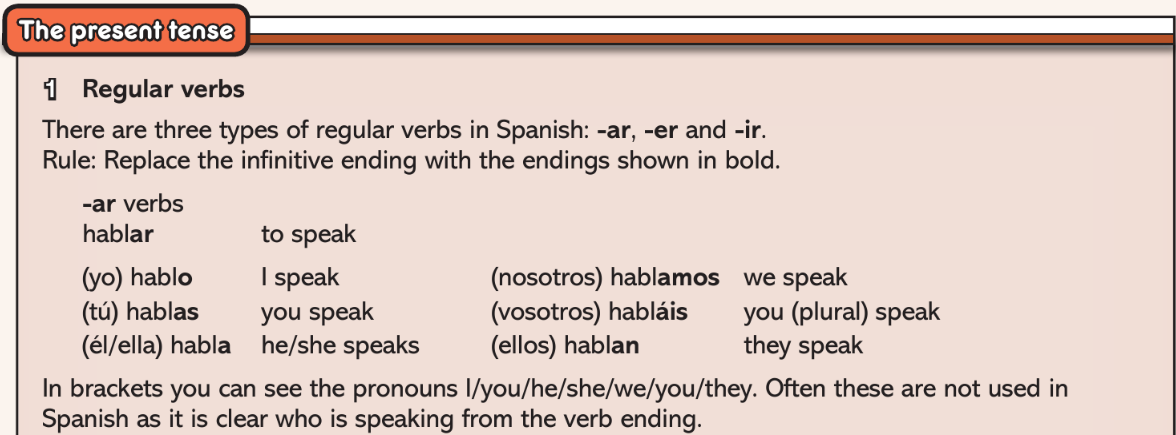 The present tense
1 Regular verbs
There are three types of regular verbs in Spanish: -ar, -er and -ir.
Rule: Replace the infinitive ending with the endings shown in bold.
-ar verbs
hablar to speak
(yo) hablo I speak (nosotros) hablamos we speak
(tú) hablas you speak (vosotros) habláis you (plural) speak
(él/ella) habla he/she speaks (ellos) hablan they speak
In brackets you can see the pronouns I/you/he/she/we/you/they. Often these are not used in
Spanish as it is clear who is speaking from the verb ending.